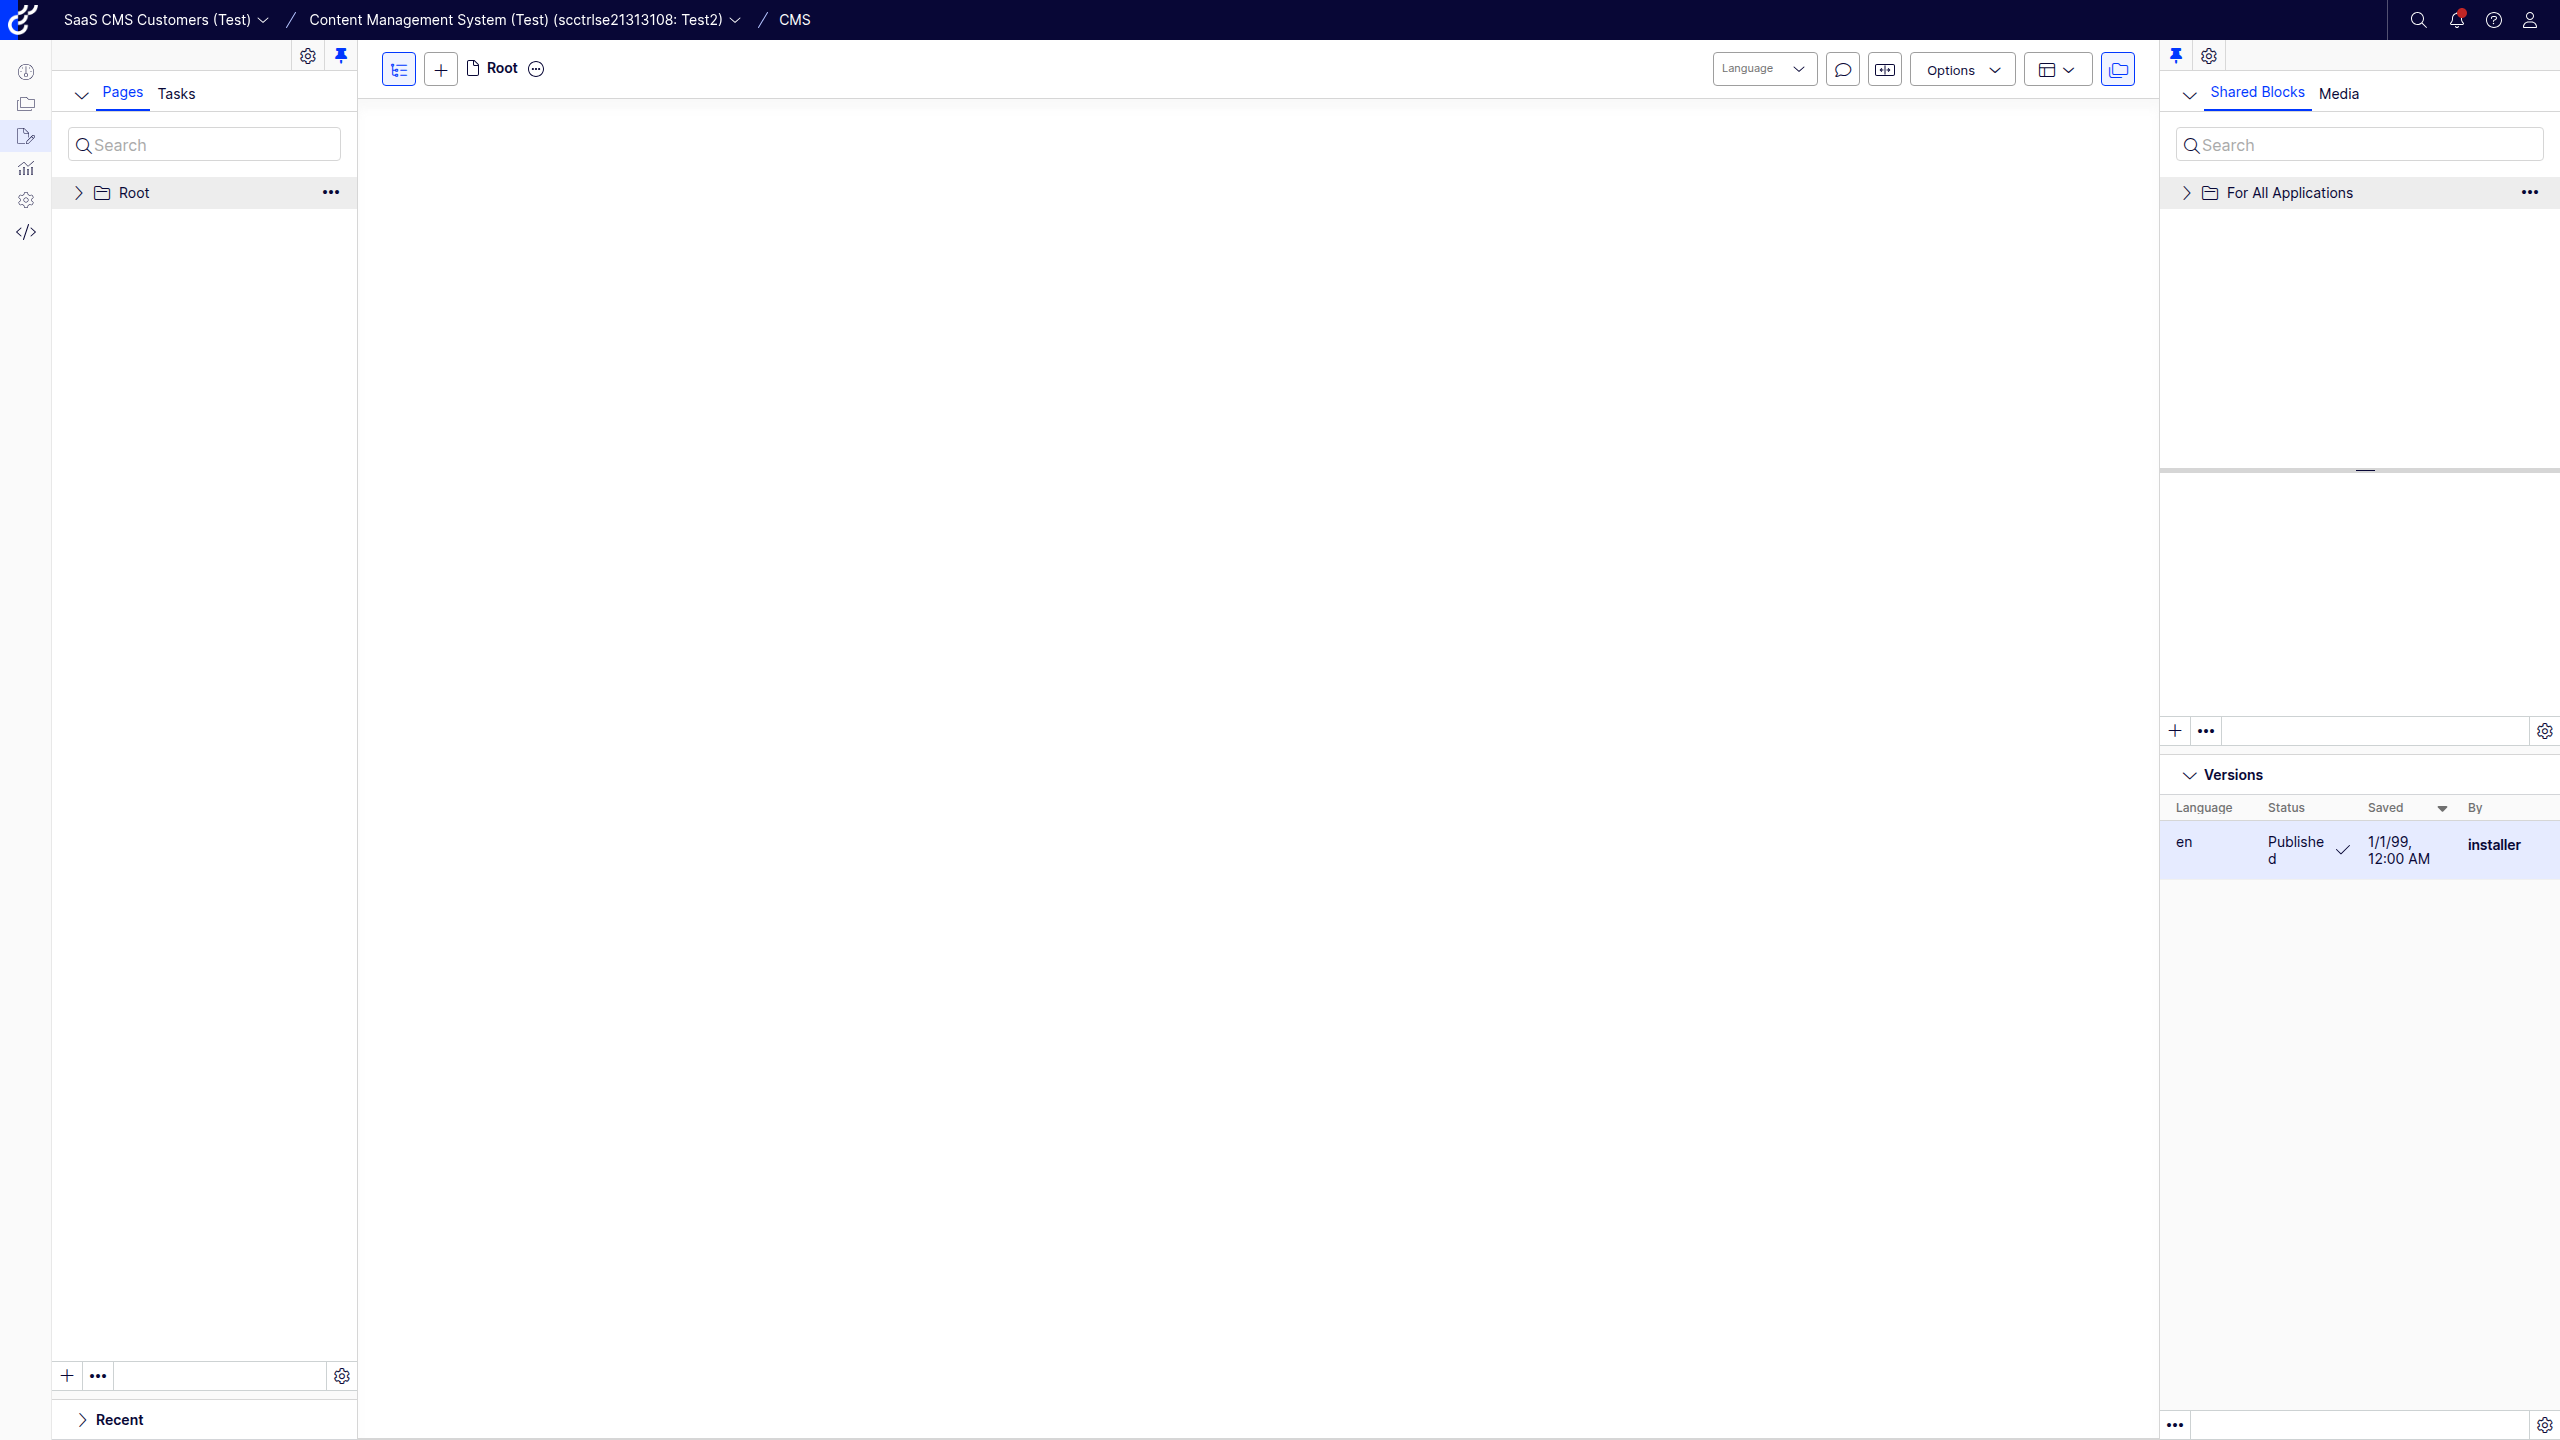 SaaS CMS Customers (Test) / Content Management System (Test) (scctrlse21313108: Test2) / CMS
Pages Tasks
Search
Root
Recent
Root
Language
Options
Shared Blocks Media
Search
For All Applications
Versions
Language Status Saved By
en Publishe 1/1/99, installer
d 12:00 AM